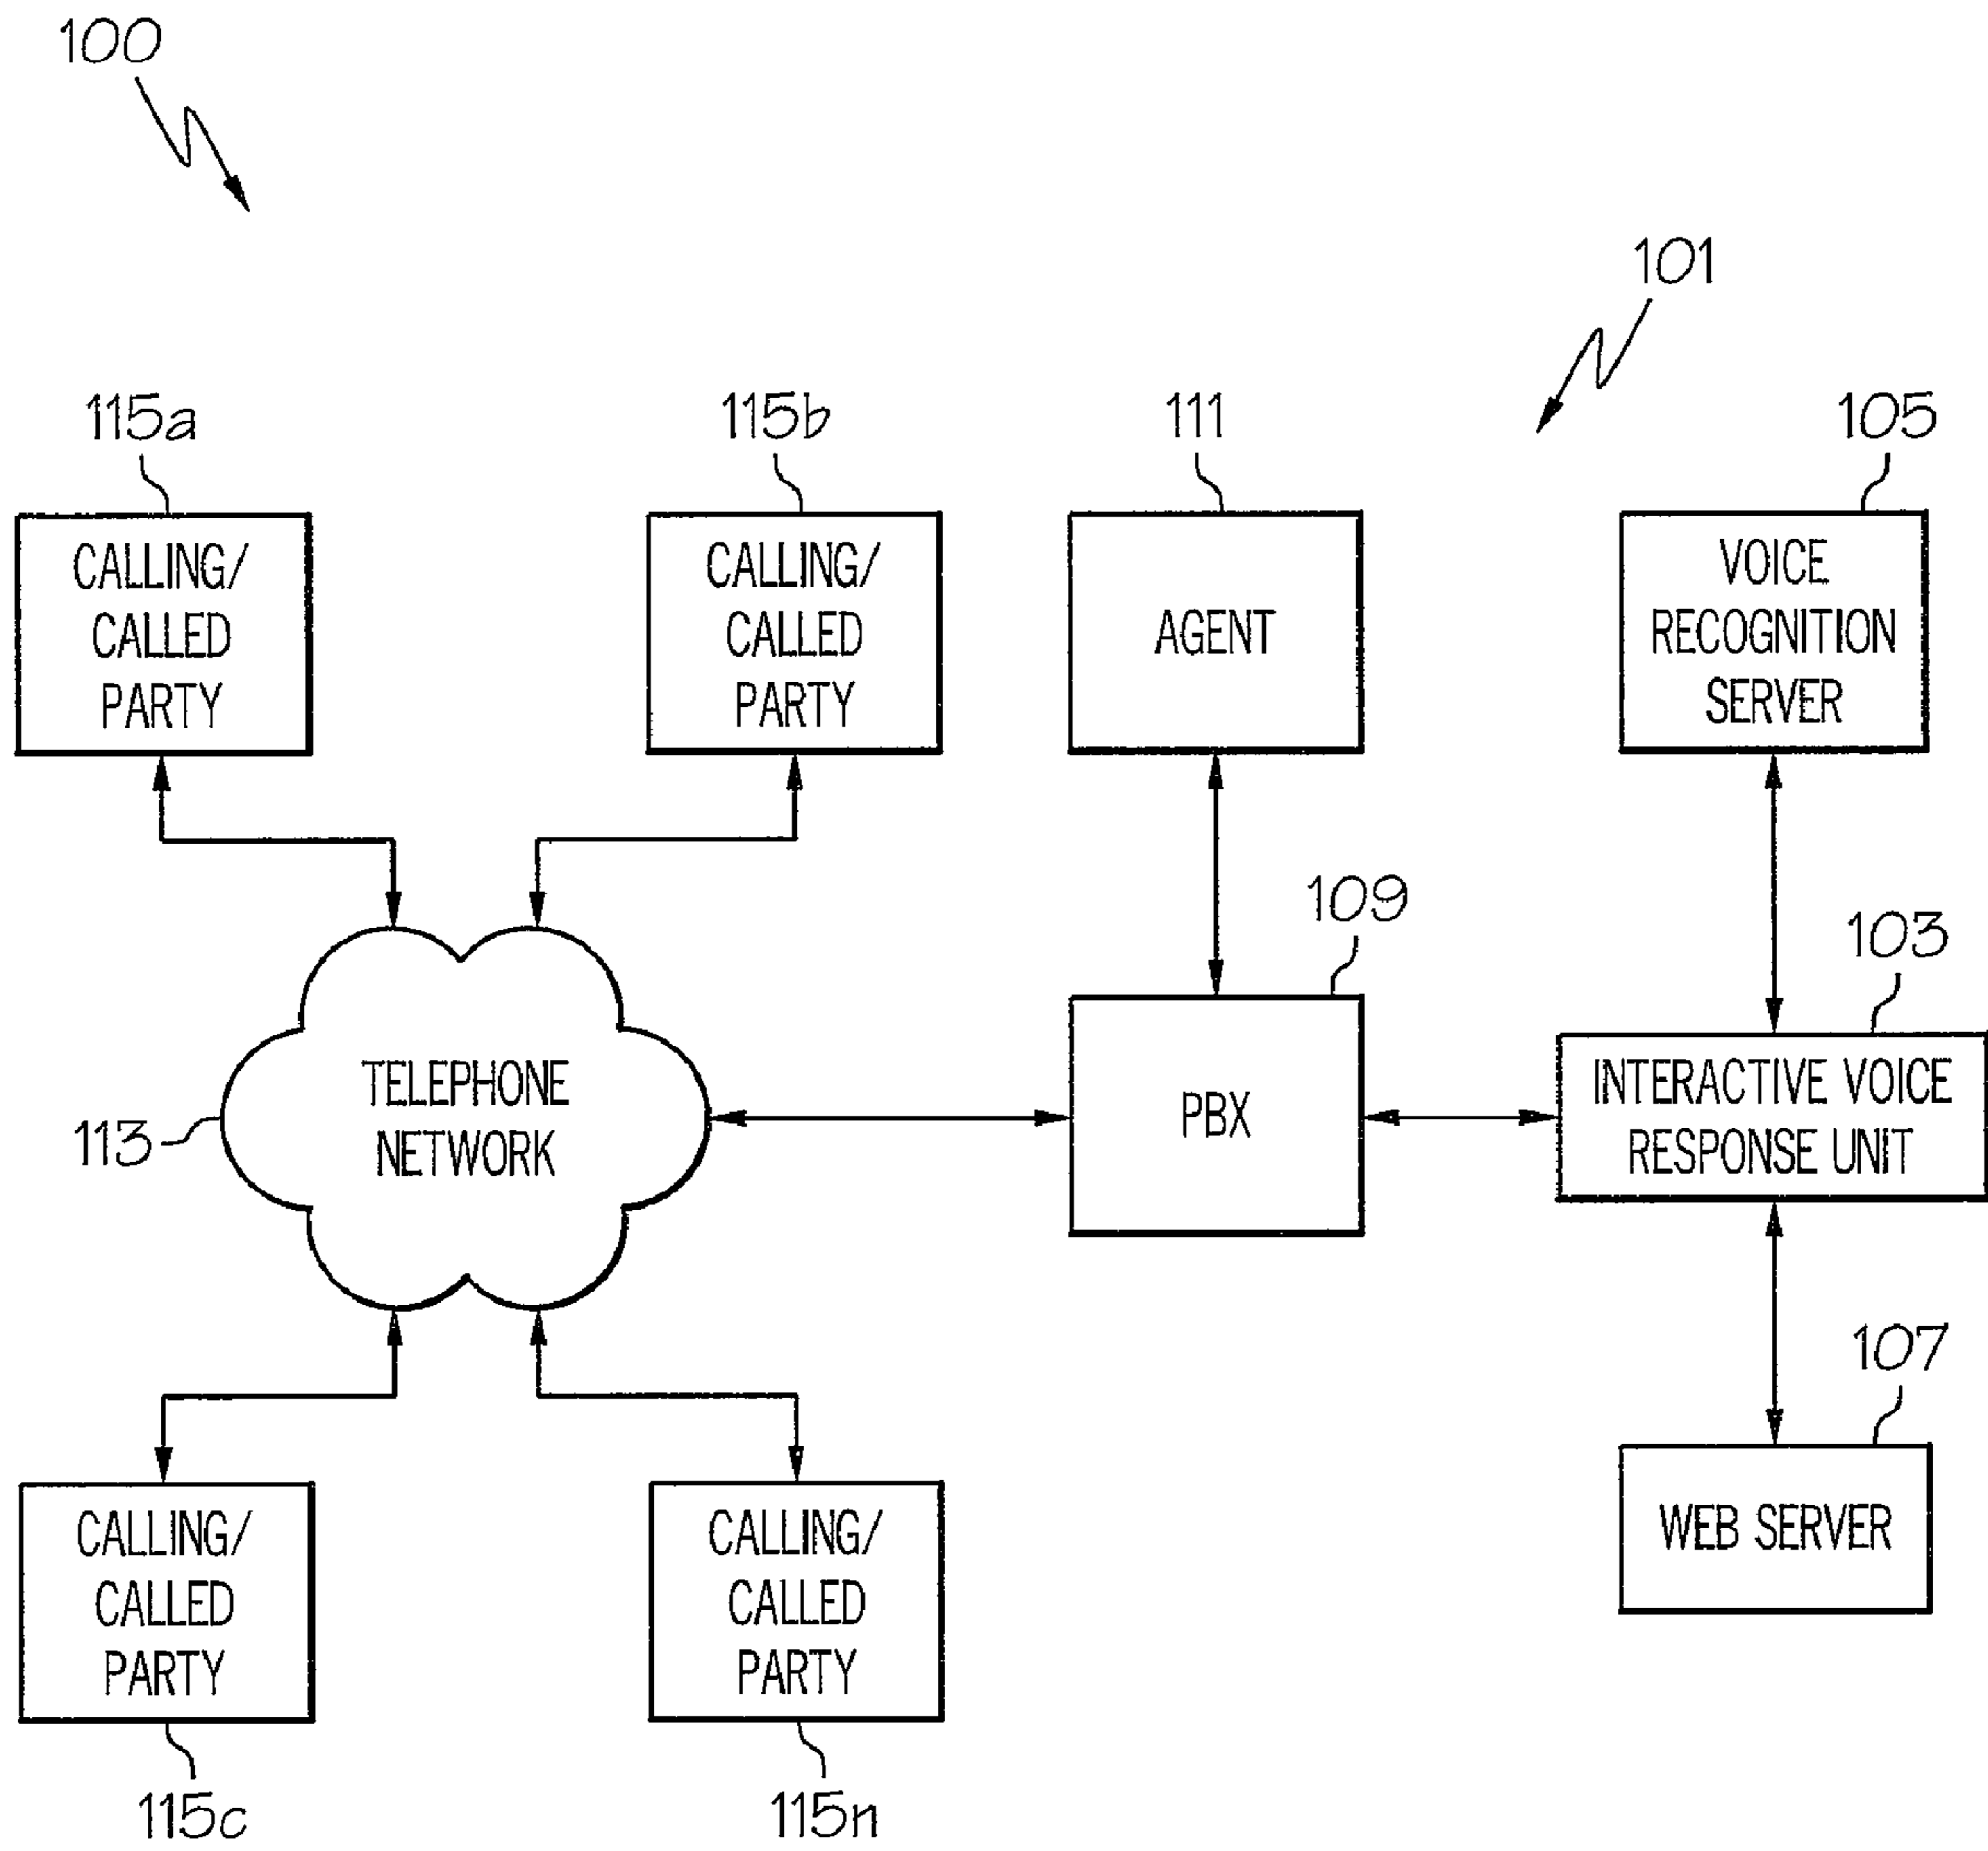 100
101
115a
115b
111
105
CALLING/
CALLED
PARTY
CALLING/
CALLED
PARTY
AGENT
VOICE
RECOGNITION
SERVER
109
103
TELEPHONE
NETWORK
113
PBX
INTERACTIVE VOICE
RESPONSE UNIT
107
CALLING/
CALLED
PARTY
CALLING/
CALLED
PARTY
WEB SERVER
115c
115n